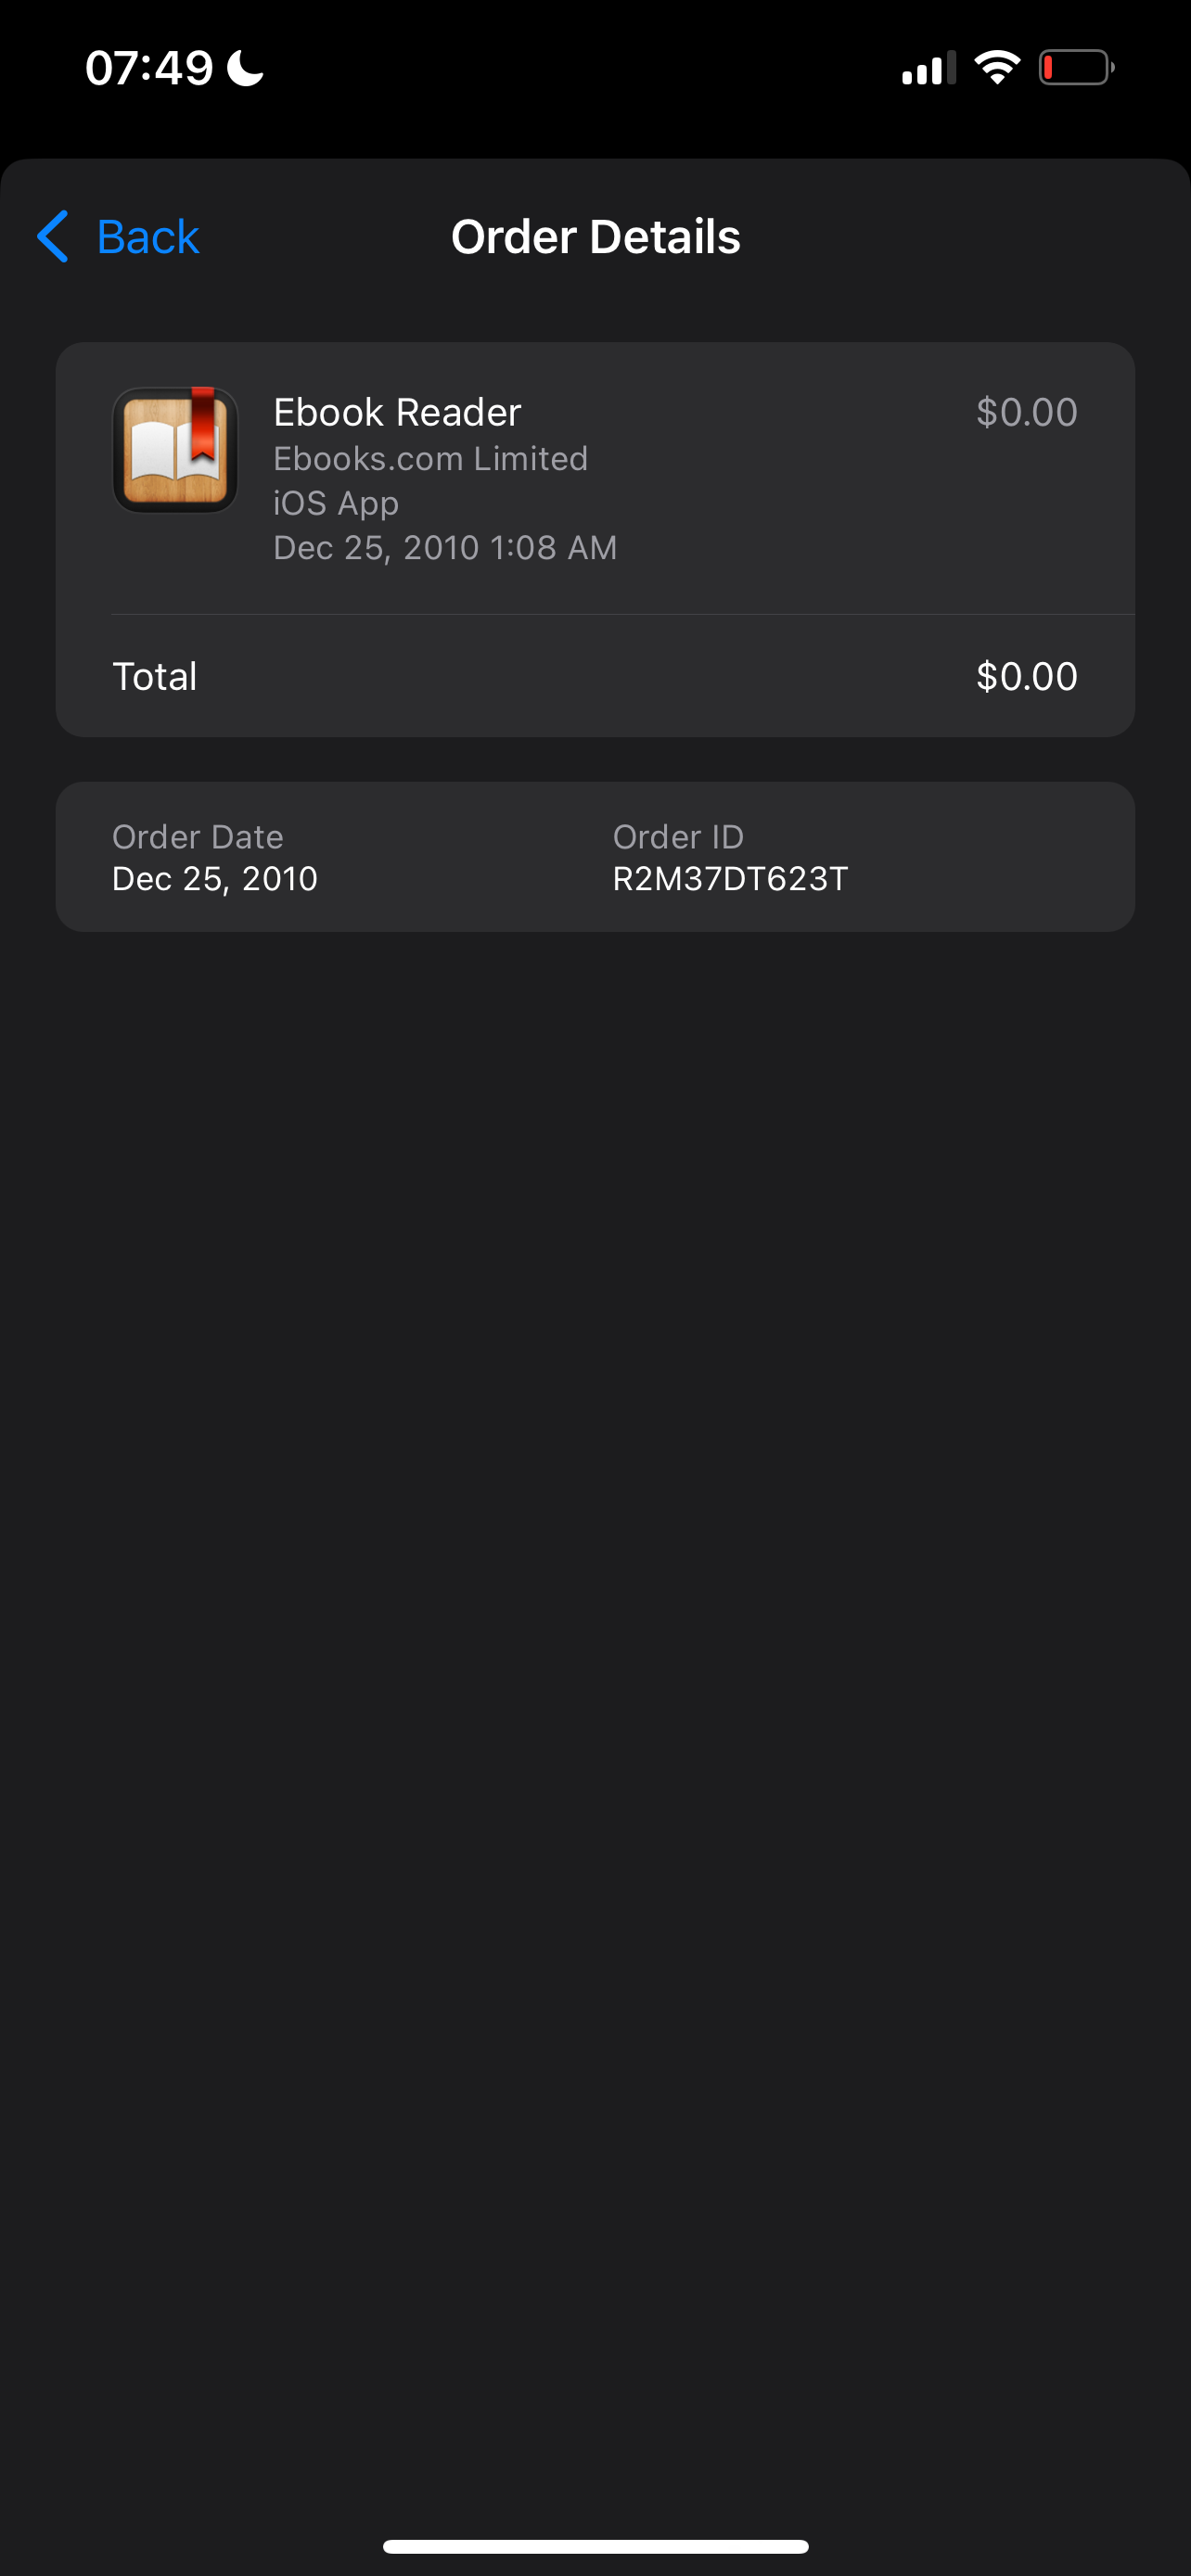 07:49
Back
Order Details
Ebook Reader
$0.00
Ebooks.com Limited
iOS App
Dec 25, 2010 1:08 AM
Total
$0.00
Order Date
Order ID
Dec 25, 2010
R2M37DT623T